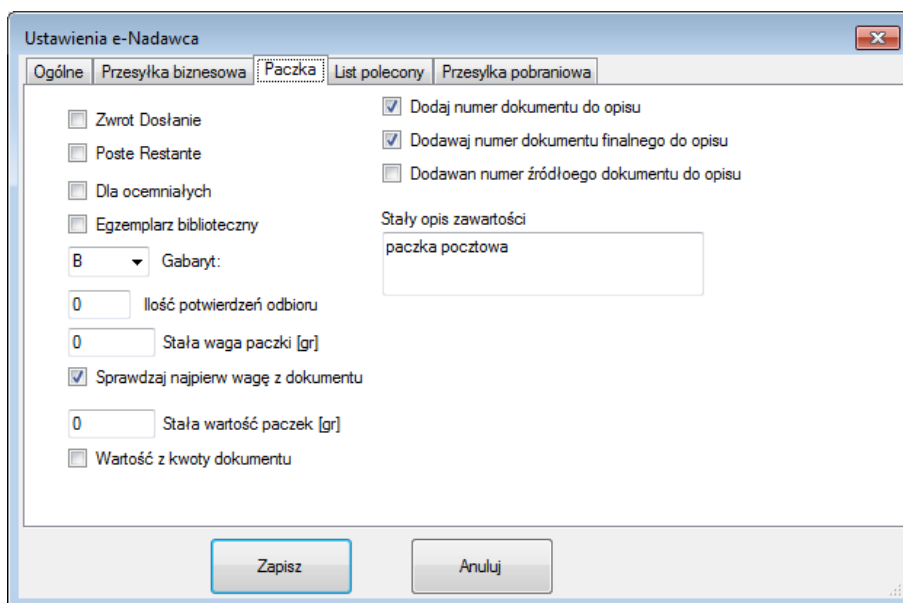 Ustawienia e-Nadawca
Ogólne Przesyłka biznesowa Paczka List polecony Przesylka pobraniowa
Zwrot Dosłanie
Poste Restante
Dla ocemniałych
Egzemplarz biblioteczny
B Gabaryt:
0 Ilość potwierdzeń odbioru
0 Stała waga paczki [gr]
Sprawdzaj najpierw wagę z dokumentu
0 Stała wartość paczek [gr]
Wartość z kwoty dokumentu
Dodaj numer dokumentu do opisu
Dodawaj numer dokumentu finalnego do opisu
Dodawan numer źródłoego dokumentu do opisu
Stały opis zawartości
paczka pocztowa
Zapisz Anuluj